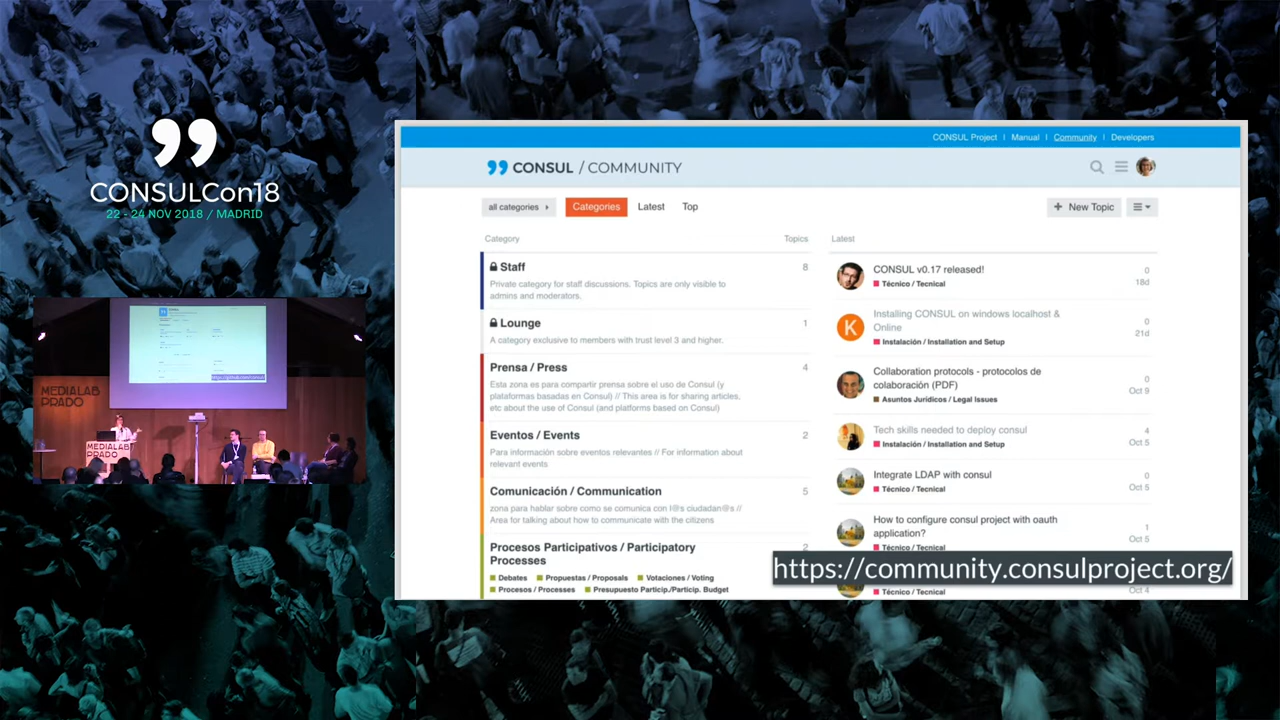 CONSULCon18
22 - 24 NOV 2018 / MADRID
MEDIALAB
PRADO
MEDIALAB
PRADO
CONSUL Project | Manual | Community | Developers
CONSUL / COMMUNITY
all categories
Categories
Latest
Top
+ New Topic
Category
Topics
Staff
8
Private category for staff discussions. Topics are only visible to
admins and moderators.
Lounge
1
A category exclusive to members with trust level 3 and higher.
Prensa / Press
4
Esta zona es para compartir prensa sobre el uso de Consul (y
plataformas basadas en Consul) // This area is for sharing articles,
etc about the use of Consul (and platforms based on Consul)
Eventos / Events
2
Para información sobre eventos relevantes // For information about
relevant events
Comunicación / Communication
5
zona para hablar sobre como se comunica con l@s ciudadan@s //
Area for talking about how to communicate with the citizens
Procesos Participativos / Participatory
Processes
2
Debates Propuestas / Proposals Votaciones / Voting
Procesos / Processes Presupuesto Particip./Particip. Budget
Latest
CONSUL v0.17 released!
Técnico / Tecnical
0
18d
K
Installing CONSUL on windows localhost &
Online
Instalación / Installation and Setup
0
21d
Collaboration protocols - protocolos de
colaboración (PDF)
Asuntos Jurídicos / Legal Issues
0
Oct 9
Tech skills needed to deploy consul
Instalación / Installation and Setup
4
Oct 5
Integrate LDAP with consul
Técnico / Tecnical
0
Oct 5
How to configure consul project with oauth
application?
Técnico / Tecnical
1
Oct 5
https://community.consulproject.org/
Técnico / Tecnical
Oct 4